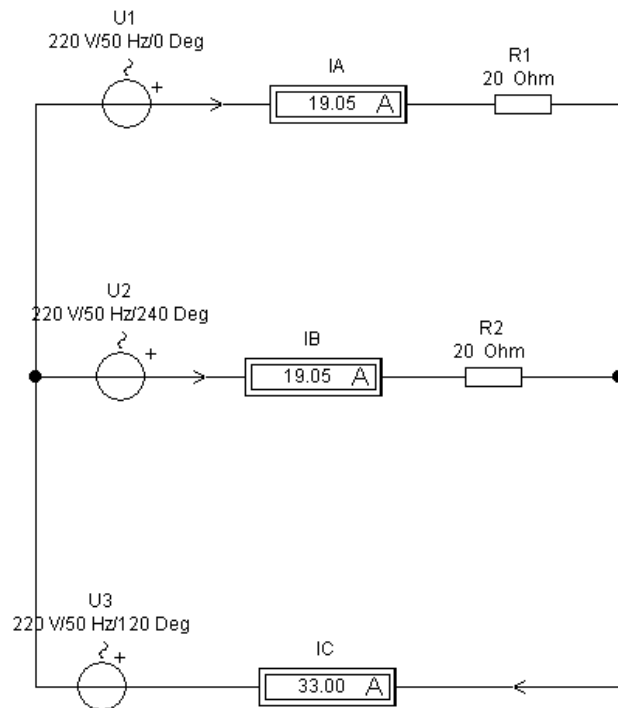 U1
220 V/50 Hz/0 Deg
IA
19.05 A
R1
20 Ohm
U2
220 V/50 Hz/240 Deg
IB
19.05 A
R2
20 Ohm
U3
220 V/50 Hz/120 Deg
IC
33.00 A